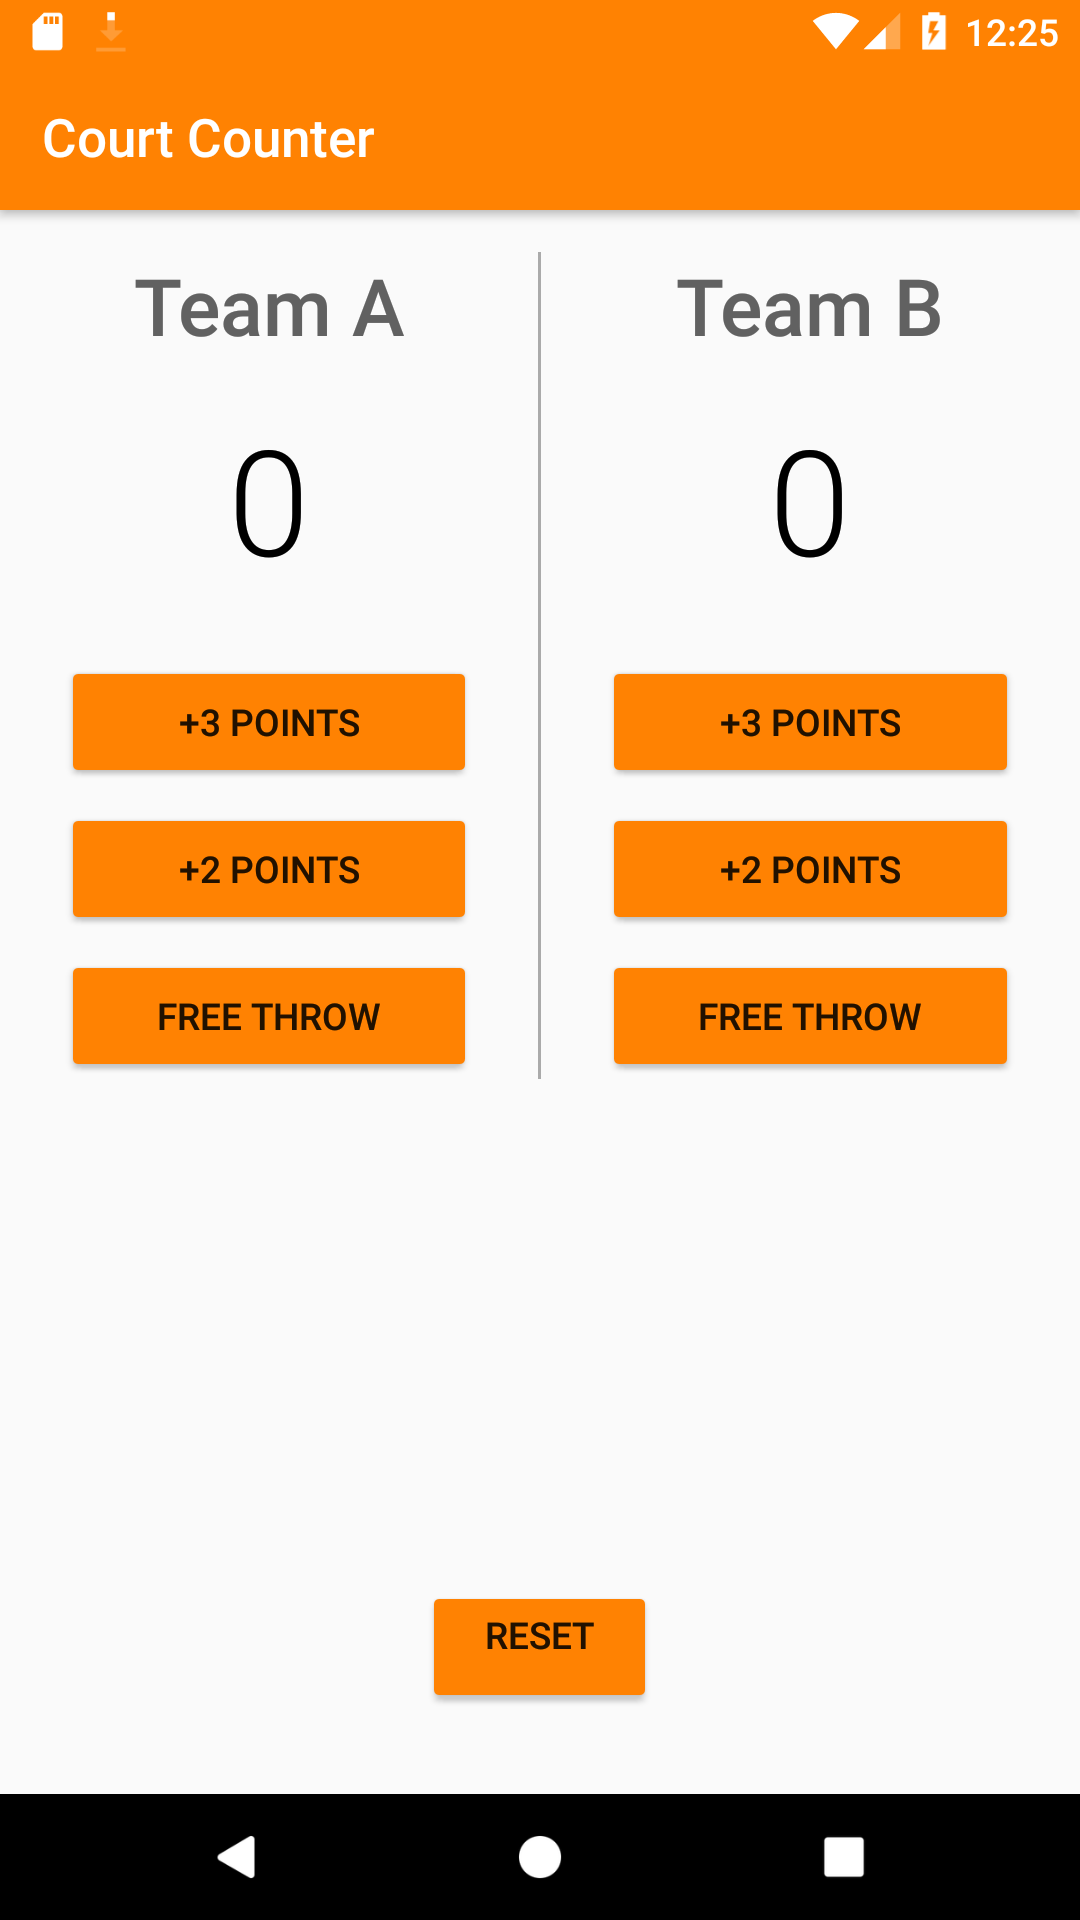 12:25
Court Counter
Team A
Team B
0
0
+3 POINTS
+3 POINTS
+2 POINTS
+2 POINTS
FREE THROW
FREE THROW
RESET